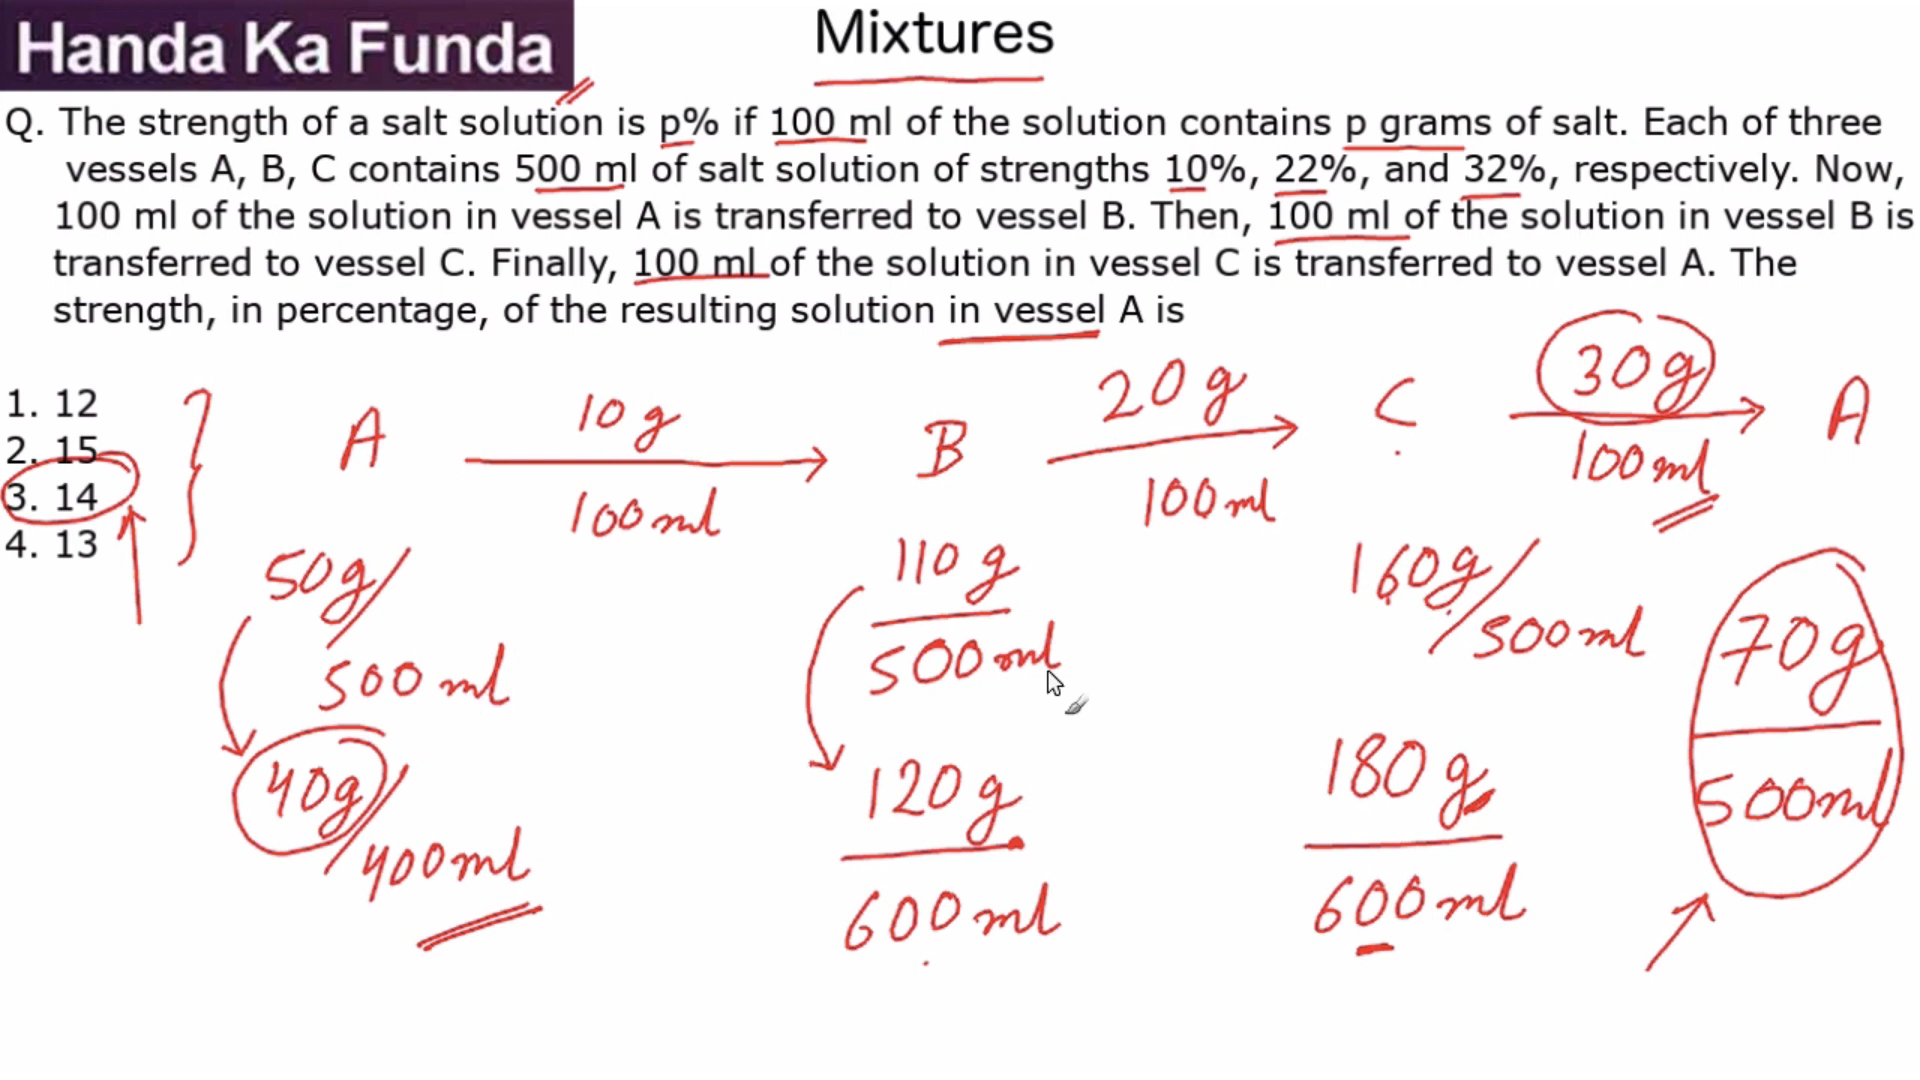 Handa Ka Funda
Mixtures
Q. The strength of a salt solution is p% if 100 ml of the solution contains p grams of salt. Each of three
vessels A, B, C contains 500 ml of salt solution of strengths 10%, 22%, and 32%, respectively. Now,
100 ml of the solution in vessel A is transferred to vessel B. Then, 100 ml of the solution in vessel B is
transferred to vessel C. Finally, 100 ml of the solution in vessel C is transferred to vessel A. The
strength, in percentage, of the resulting solution in vessel A is
1. 12
2. 15
3. 14
4. 13
A 10g B 20g C 30g A
100ml 100ml 100ml
50g/ 110g 160g/
500ml 500ml 500ml 70g
40g/ 120g 180g 500ml
400ml 600ml 600ml